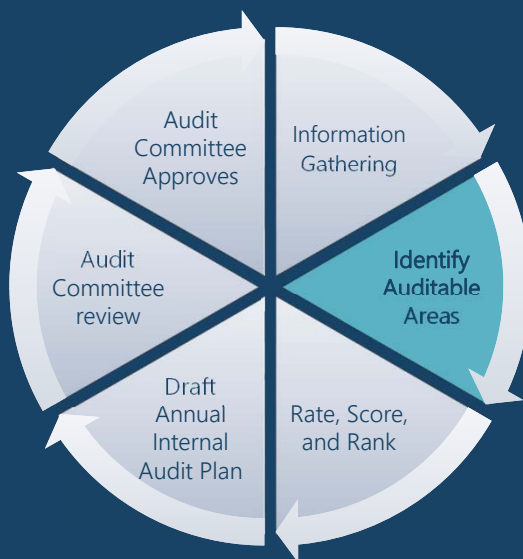 Information
Gathering
Identify
Auditable
Areas
Rate, Score,
and Rank
Draft
Annual
Internal
Audit Plan
Audit
Committee
review
Audit
Committee
Approves